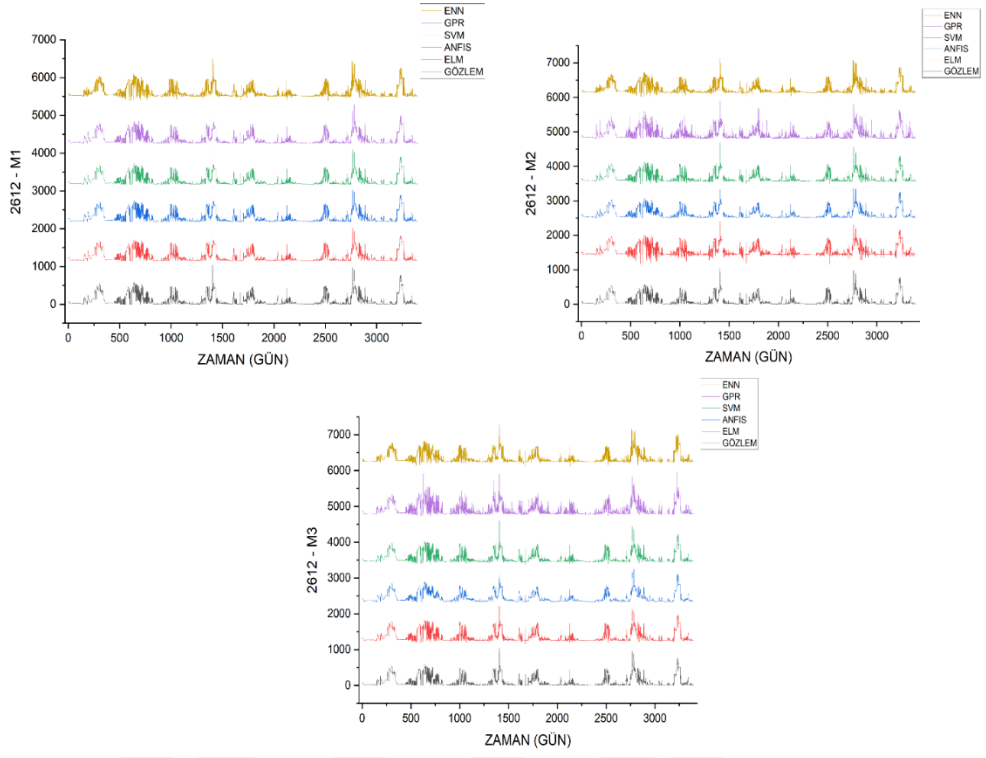 ENN
GPR
SVM
ANFIS
ELM
GÖZLEM
7000
6000
5000
4000
3000
2000
1000
0
2612 - M1
0 500 1000 1500 2000 2500 3000
ZAMAN (GÜN)
ENN
GPR
SVM
ANFIS
ELM
GÖZLEM
7000
6000
5000
4000
3000
2000
1000
0
2612 - M2
0 500 1000 1500 2000 2500 3000
ZAMAN (GÜN)
ENN
GPR
SVM
ANFIS
ELM
GÖZLEM
7000
6000
5000
4000
3000
2000
1000
0
2612 - M3
0 500 1000 1500 2000 2500 3000
ZAMAN (GÜN)